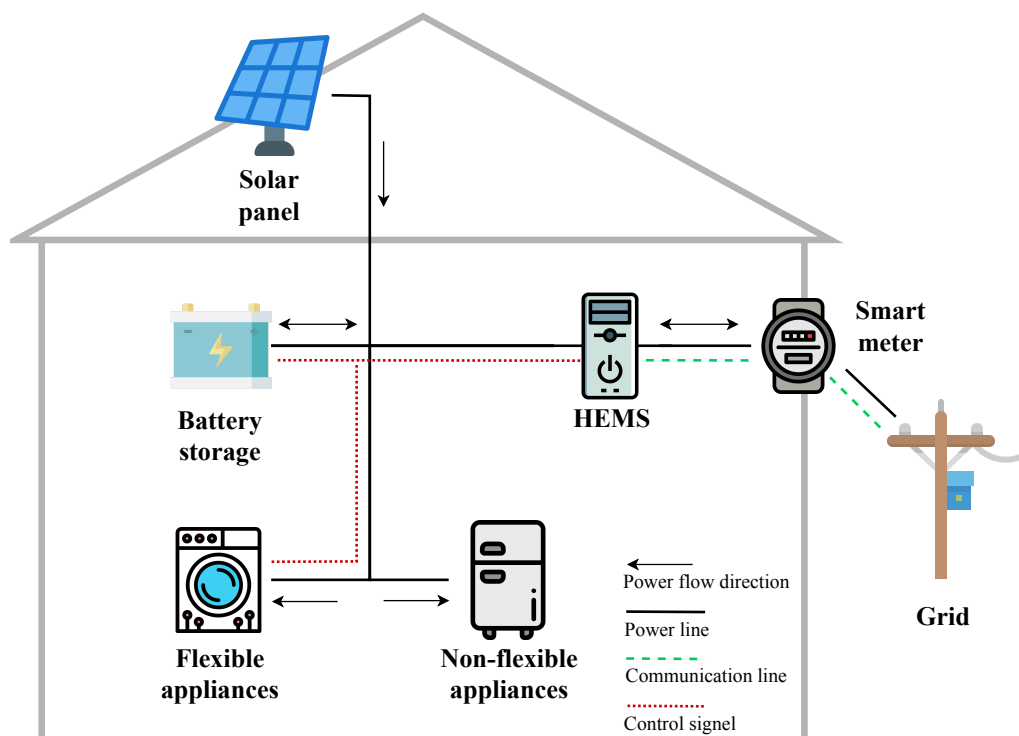 Solar
panel
Smart
meter
Battery
storage
HEMS
Flexible
appliances
Non-flexible
appliances
Grid
Power flow direction
Power line
Communication line
Control signel